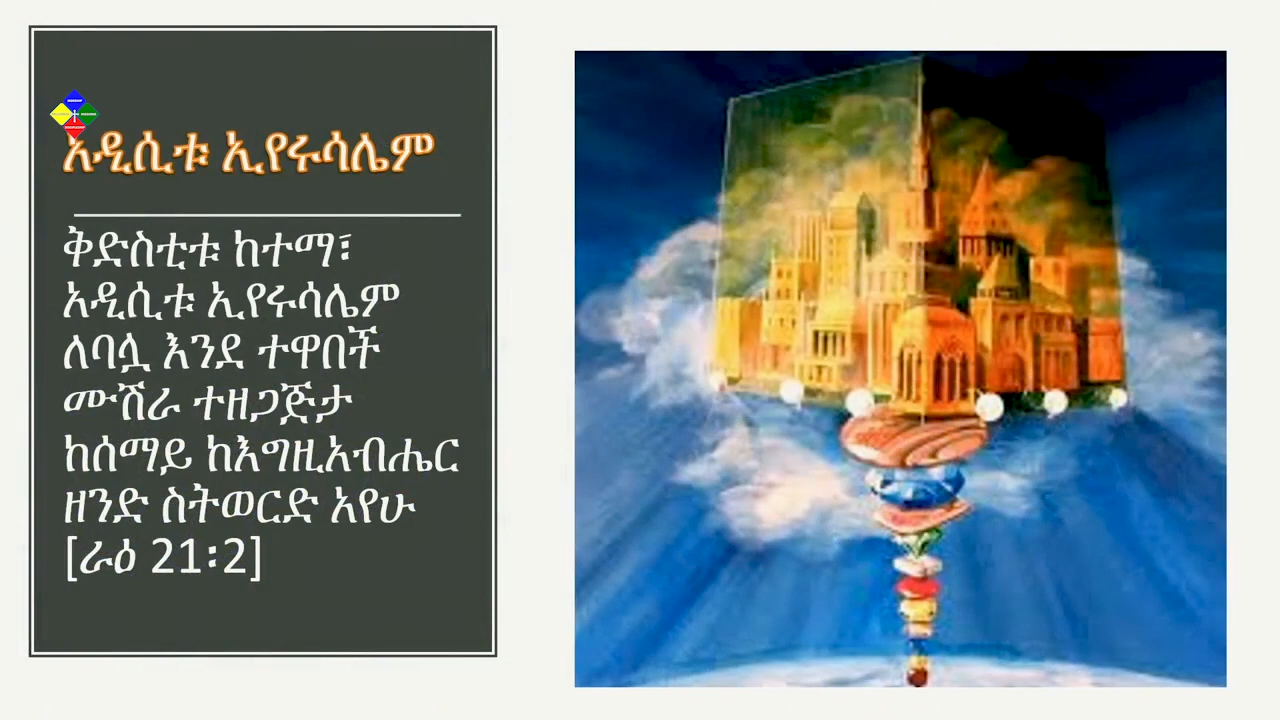 አዲሲቱ ኢየሩሳሌም
ቅድስቲቱ ከተማ፣
አዲሲቱ ኢየሩሳሌም
ለባሏ እንደ ተዋበች
ሙሽራ ተዘጋጅታ
ከሰማይ ከእግዚአብሔር
ዘንድ ስትወርድ አየሁ
[ራዕ 21፡2]